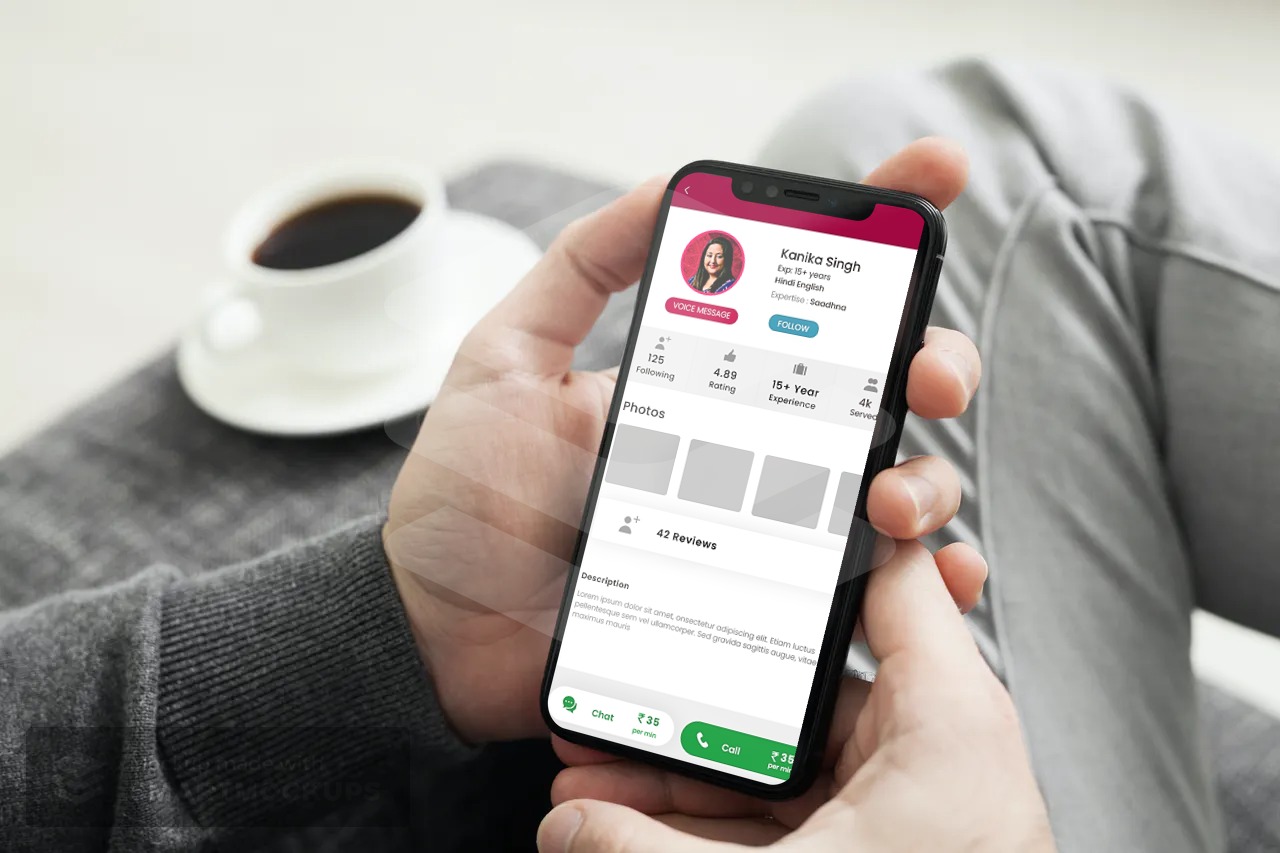 Kanika Singh
Exp: 15+ years
Hindi English
Expertise : Saadhna
VOICE MESSAGE
FOLLOW
125
Following
4.89
Rating
15+ Year
Experience
4k
Served
Photos
42 Reviews
Description
Lorem ipsum dolor sit amet, onsectetur adipiscing elit. Etiam luctus
pellentesque sem vel ullamcorper. Sed gravida sagittis augue, vitae
maximus mauris
Chat
₹ 35
per min
Call
₹ 35
per min